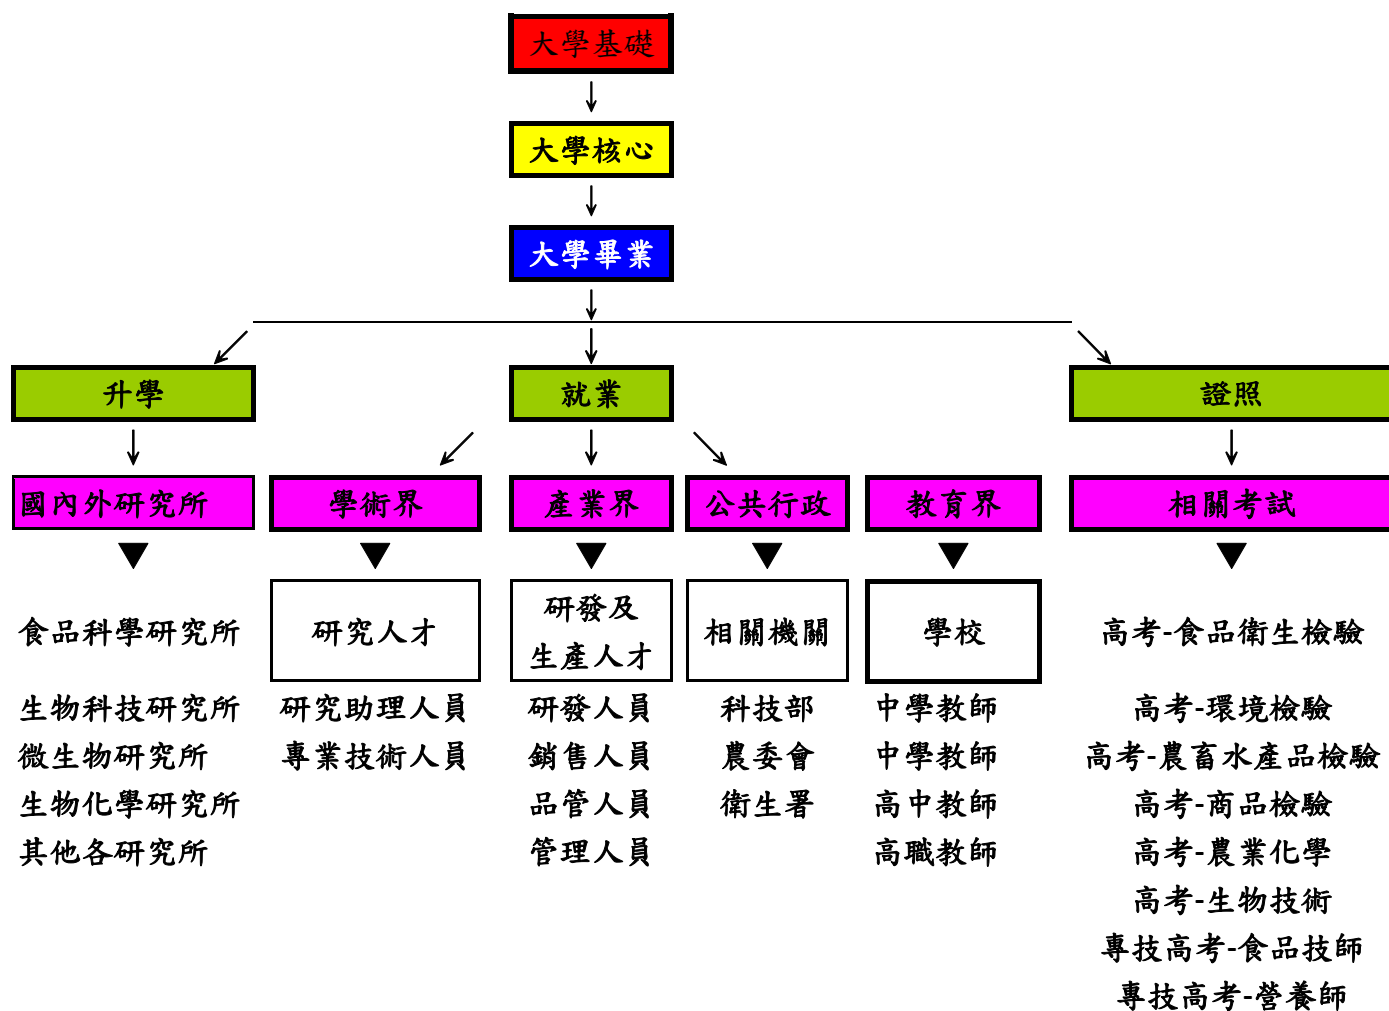 大學基礎
大學核心
大學畢業
升學
就業
證照
國內外研究所
學術界
產業界
公共行政
教育界
相關考試
食品科學研究所
研究人才
研發及
生產人才
相關機關
學校
高考-食品衛生檢驗
生物科技研究所
研究助理人員
研發人員
科技部
中學教師
高考-環境檢驗
微生物研究所
專業技術人員
銷售人員
農委會
中學教師
高考-農畜水產品檢驗
生物化學研究所
品管人員
衛生署
高中教師
高考-商品檢驗
其他各研究所
管理人員
高職教師
高考-農業化學
高考-生物技術
專技高考-食品技師
專技高考-營養師